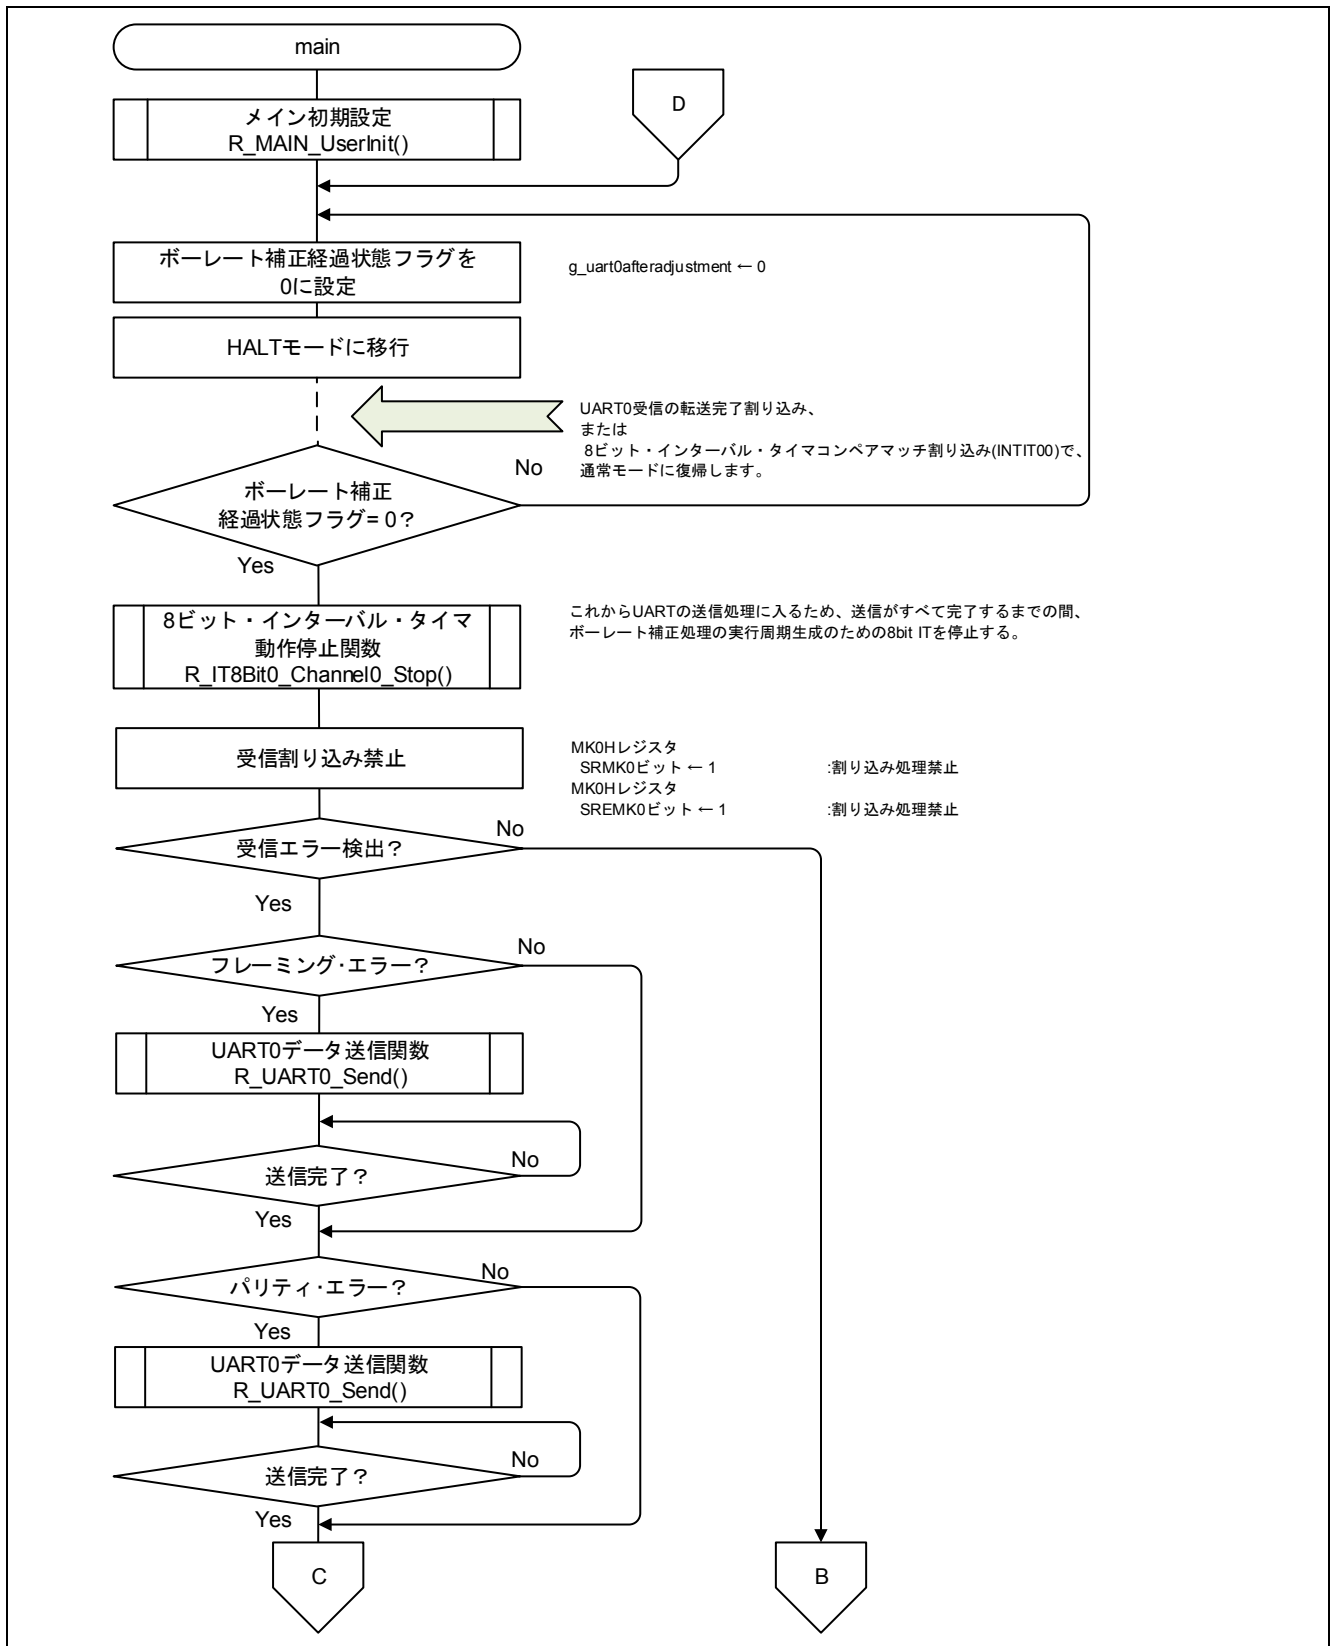 main
D
メイン初期設定
R_MAIN_UserInit()
ボーレート補正経過状態フラグを
0に設定
g_uart0afteradjustment ← 0
HALTモードに移行
UART0受信の転送完了割り込み、
または
8ビット・インターバル・タイマコンペアマッチ割り込み(INTIT00)で、
通常モードに復帰します。
No
ボーレート補正
経過状態フラグ= 0？
Yes
8ビット・インターバル・タイマ
動作停止関数
R_IT8Bit0_Channel0_Stop()
これからUARTの送信処理に入るため、送信がすべて完了するまでの間、
ボーレート補正処理の実行周期生成のための8bit ITを停止する。
受信割り込み禁止
MK0Hレジスタ
SRMK0ビット ← 1 :割り込み処理禁止
MK0Hレジスタ
SREMK0ビット ← 1 :割り込み処理禁止
No
受信エラー検出？
Yes
No
フレーミング･エラー？
Yes
UART0データ送信関数
R_UART0_Send()
No
送信完了？
Yes
No
パリティ･エラー？
Yes
UART0データ送信関数
R_UART0_Send()
No
送信完了？
Yes
C
B